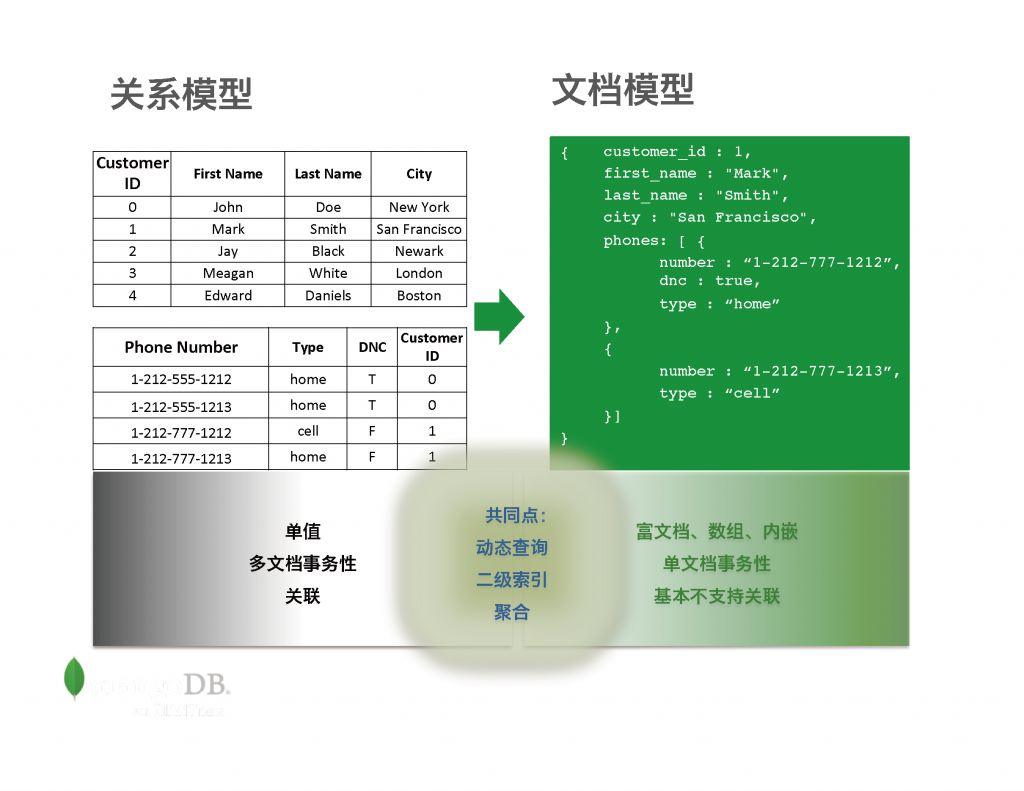 关系模型
文档模型
Customer ID First Name Last Name City
0 John Doe New York
1 Mark Smith San Francisco
2 Jay Black Newark
3 Meagan White London
4 Edward Daniels Boston
Phone Number Type DNC Customer ID
1-212-555-1212 home T 0
1-212-555-1213 home T 0
1-212-777-1212 cell F 1
1-212-777-1213 home F 1
{ customer_id : 1,
first_name : "Mark",
last_name : "Smith",
city : "San Francisco",
phones: [ {
number : “1-212-777-1212”,
dnc : true,
type : “home”
},
{
number : “1-212-777-1213”,
type : “cell”
}]
}
单值
多文档事务性
关联
共同点:
动态查询
二级索引
聚合
富文档、数组、内嵌
单文档事务性
基本不支持关联
mongoDB.